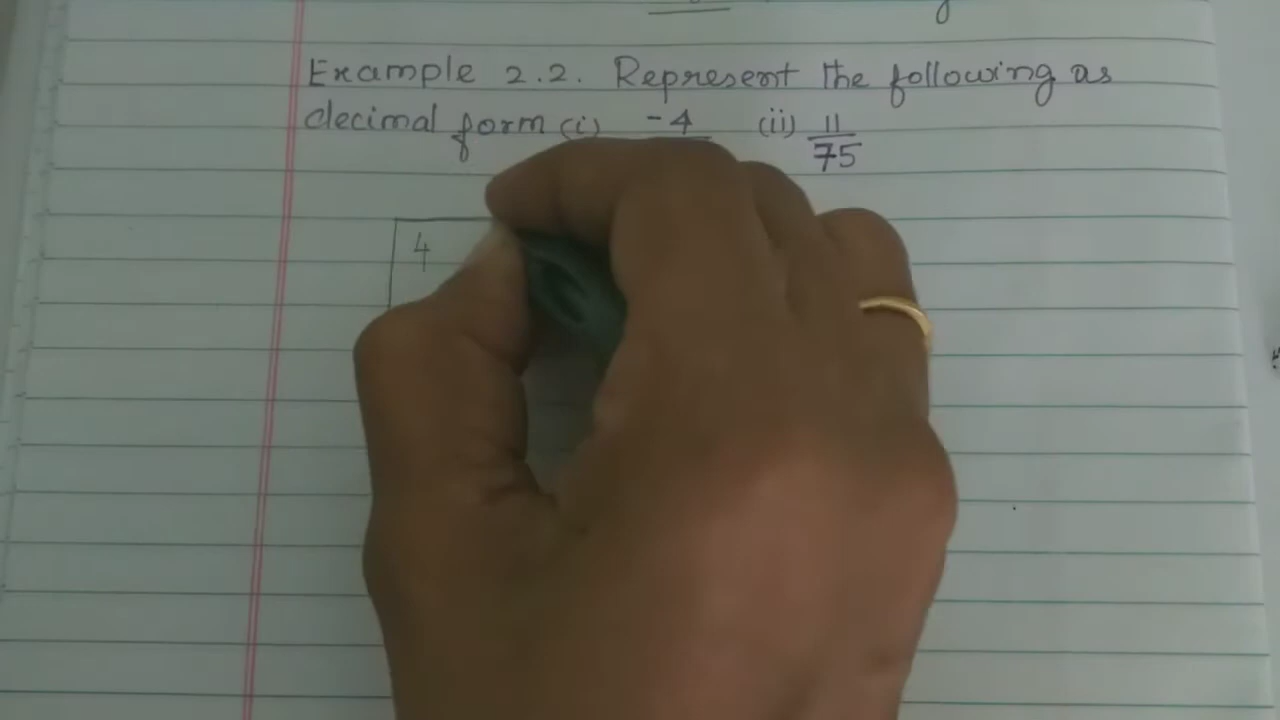 Example 2.2. Represent the following as
decimal form (i) -4 (ii) 11
75
4